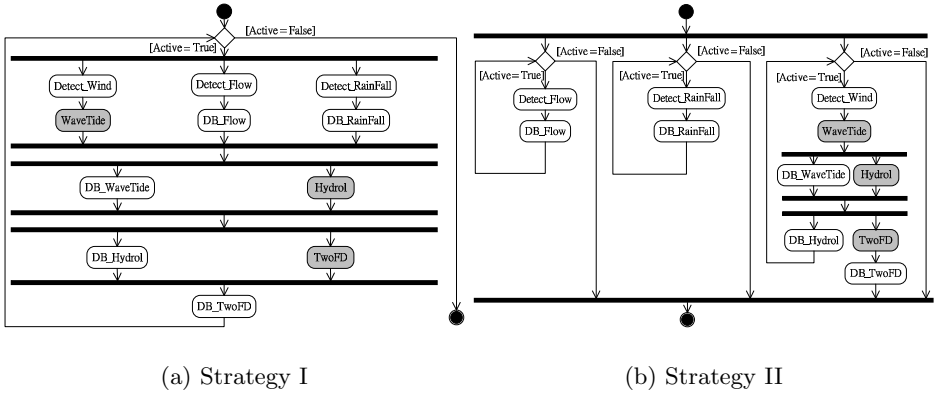 [Active=False]
[Active=True]
Detect_Wind
Detect_Flow
Detect_RainFall
WaveTide
DB_Flow
DB_RainFall
DB_WaveTide
Hydrol
DB_Hydrol
TwoFD
DB_TwoFD
(a) Strategy I
[Active=False]
[Active=False]
[Active=False]
[Active=True]
[Active=True]
[Active=True]
Detect_Flow
Detect_RainFall
Detect_Wind
DB_Flow
DB_RainFall
WaveTide
DB_WaveTide
Hydrol
DB_Hydrol
TwoFD
DB_TwoFD
(b) Strategy II